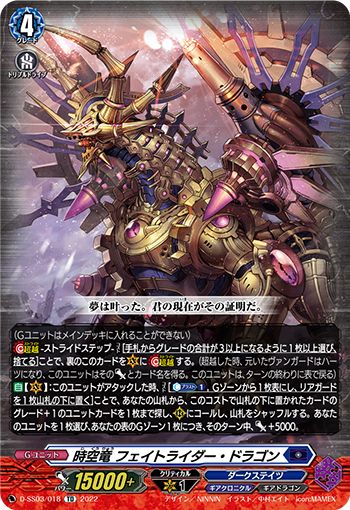 4
グレード
トリプルドライブ
夢は叶った。君の現在がその証明だ。
(Gユニットはメインデッキに入れることができない)
超越-ストライドステップ-[手札からグレードの合計が3以上になるように1枚以上選び、
捨てる]ことで、裏のこのカードを(V)に超越する。(超越した時、元いたヴァンガードはハー
ツになり、このユニットはその+とカード名を得る。このユニットは、ターンの終わりまで表で戻る)
自【(V)】：このユニットがアタックした時、【コスト】[(CB1)、Gゾーンから1枚表にし、リアガード
を1枚山札の下に置く]ことで、あなたの山札から、このコストで山札の下に置かれたカードの
グレード+1のユニットカードを1枚まで探し、(R)にコールし、山札をシャッフルする。あな
たのユニットを1枚選び、あなたの表のGゾーン1枚につき、そのターン中、+5000。
Gユニット
時空竜 フェイトライダー・ドラゴン
パワー 15000+
クリティカル
1
ダークステイツ
ギアクロニクル
ギアドラゴン
D-SS03/018 TD 2022
デザイン／NINNIN イラスト／中村エイト